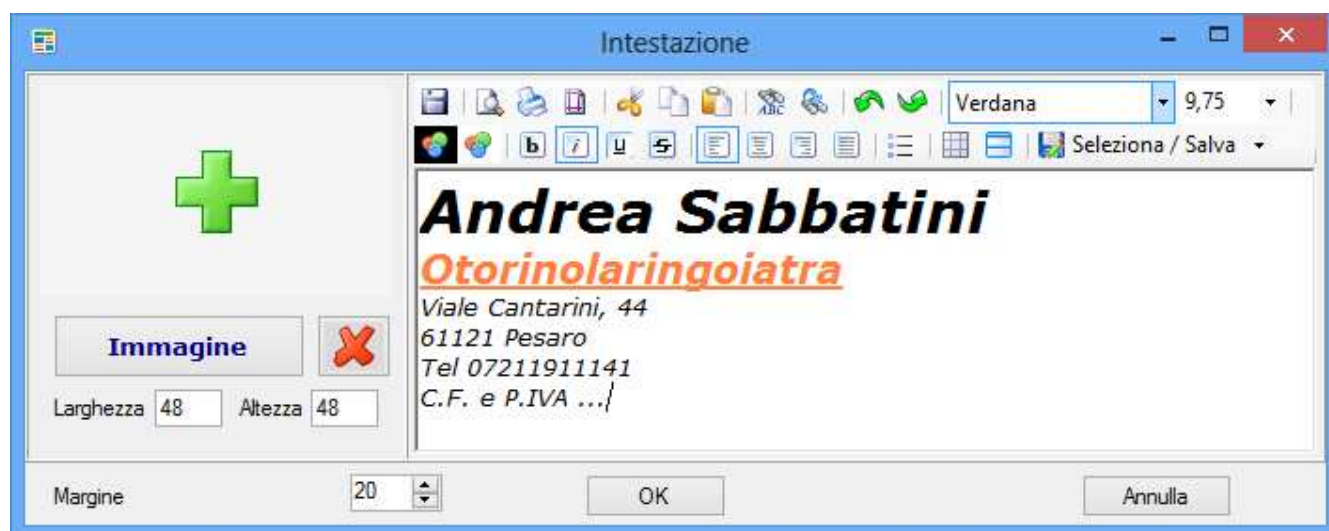 Intestazione
Verdana 9,75
b i u S Seleziona / Salva
Andrea Sabbatini
Otorinolaringoiatra
Viale Cantarini, 44
61121 Pesaro
Tel 07211911141
C.F. e P.IVA ...
Immagine
Larghezza 48 Altezza 48
Margine 20 OK Annulla